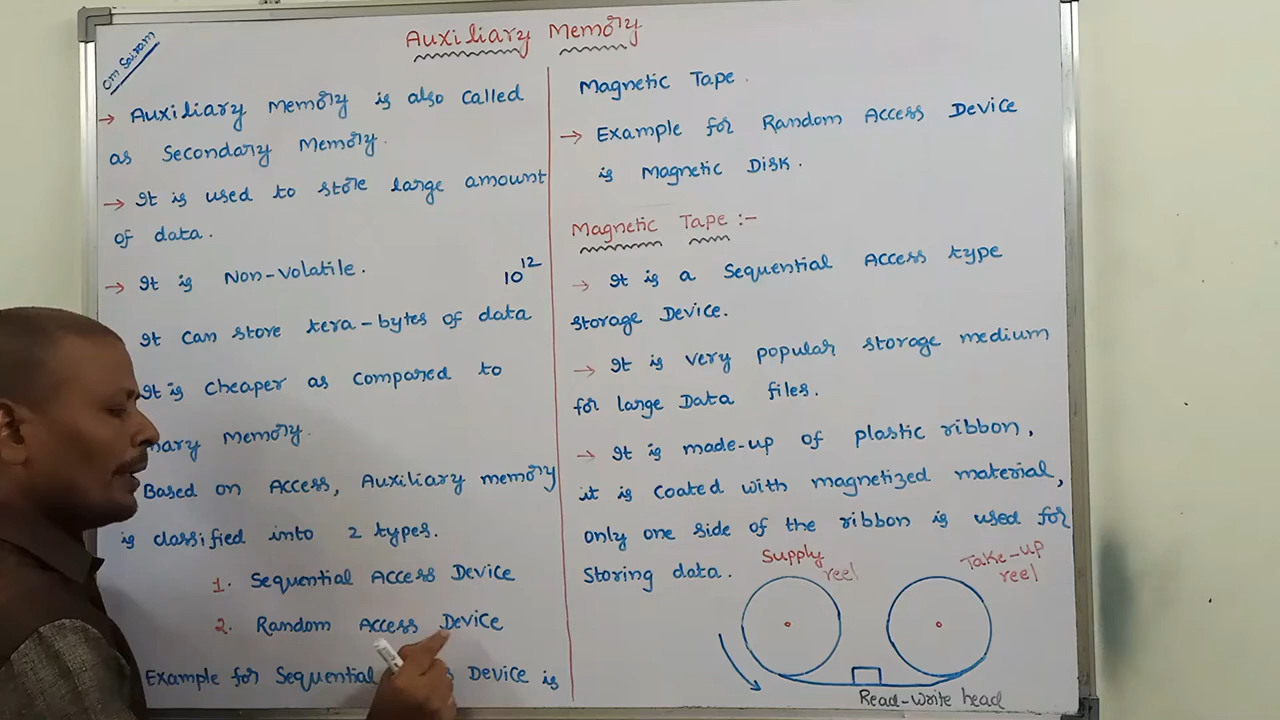 Om Sairam
Auxiliary Memory
→ Auxiliary Memory is also called
as Secondary Memory.
→ It is used to store large amount
of data.
→ It is Non-volatile.
10^12
It can store tera-bytes of data
It is cheaper as compared to
mary Memory.
Based on Access, Auxiliary memory
is classified into 2 types.
1. Sequential Access Device
2. Random Access Device
Example for Sequential Device is
Magnetic Tape.
→ Example for Random Access Device
is Magnetic Disk.
Magnetic Tape :-
→ It is a Sequential Access type
storage Device.
→ It is very popular storage medium
for large Data files.
→ It is made-up of plastic ribbon,
it is coated with magnetized material,
only one side of the ribbon is used for
Storing data.
Supply
reel
Take-up
reel
Read-write head